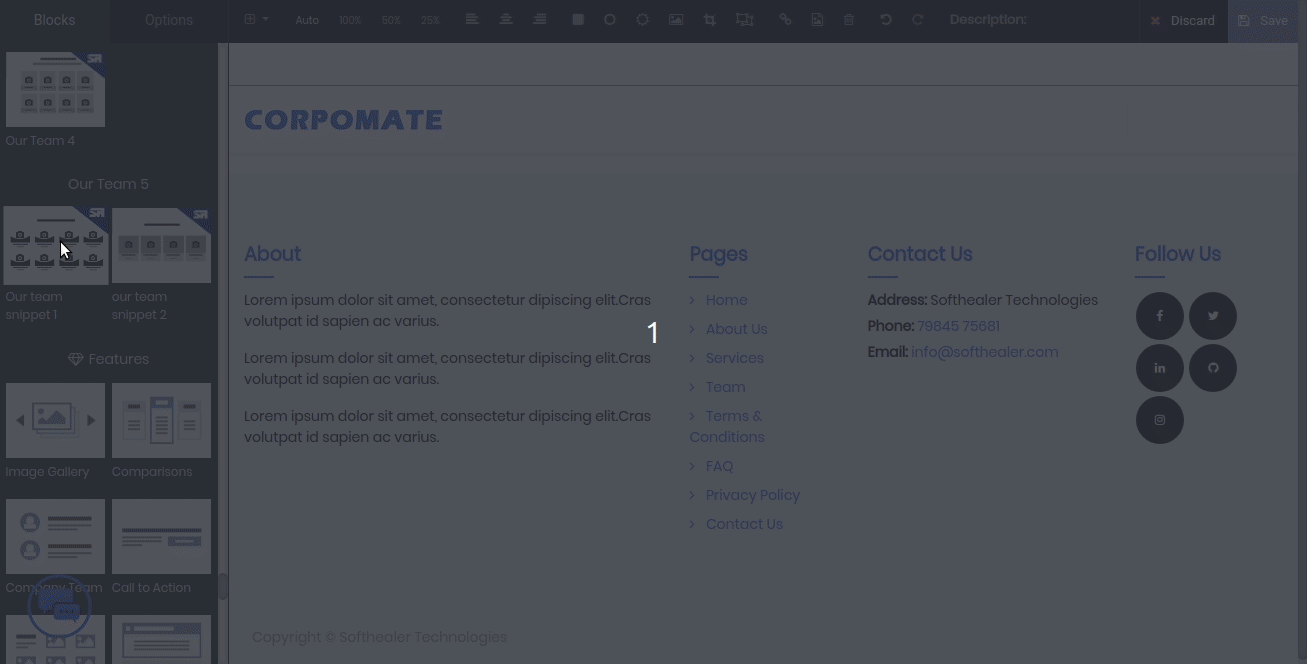 Blocks
Options
Auto 100% 50% 25%
Description:
Discard
Save
Our Team 4
Our Team 5
Our team snippet 1
our team snippet 2
Features
Image Gallery
Comparisons
Company Team
Call to Action
CORPOMATE
About
Lorem ipsum dolor sit amet, consectetur dipiscing elit.Cras
volutpat id sapien ac varius.
Lorem ipsum dolor sit amet, consectetur dipiscing elit.Cras
volutpat id sapien ac varius.
Lorem ipsum dolor sit amet, consectetur dipiscing elit.Cras
volutpat id sapien ac varius.
1
Pages
Home
About Us
Services
Team
Terms &
Conditions
FAQ
Privacy Policy
Contact Us
Contact Us
Address: Softhealer Technologies
Phone: 79845 75681
Email: info@softhealer.com
Follow Us
Copyright © Softhealer Technologies